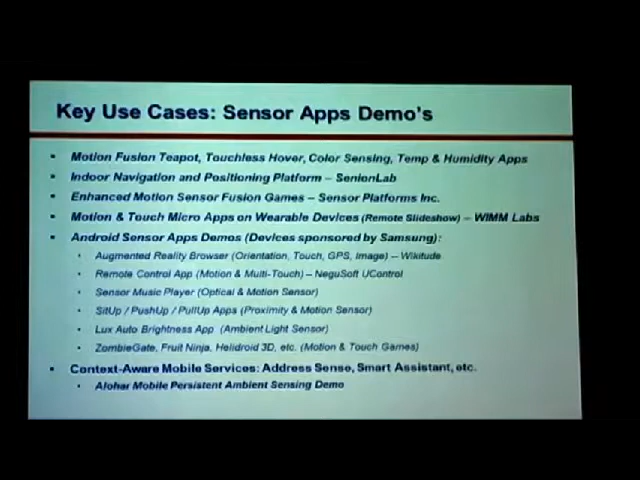 Key Use Cases: Sensor Apps Demo's
Motion Fusion Teapot, Touchless Hover, Color Sensing, Temp & Humidity Apps
Indoor Navigation and Positioning Platform – SenionLab
Enhanced Motion Sensor Fusion Games – Sensor Platforms Inc.
Motion & Touch Micro Apps on Wearable Devices (Remote Slideshow) – WIMM Labs
Android Sensor Apps Demos (Devices sponsored by Samsung):
Augmented Reality Browser (Orientation, Touch, GPS, Image) – Wikitude
Remote Control App (Motion & Multi-Touch) – NeguSoft UControl
Sensor Music Player (Optical & Motion Sensor)
SitUp / PushUp / PullUp Apps (Proximity & Motion Sensor)
Lux Auto Brightness App (Ambient Light Sensor)
ZombieGate, Fruit Ninja, Helidroid 3D, etc. (Motion & Touch Games)
Context-Aware Mobile Services: Address Sense, Smart Assistant, etc.
Alohar Mobile Persistent Ambient Sensing Demo